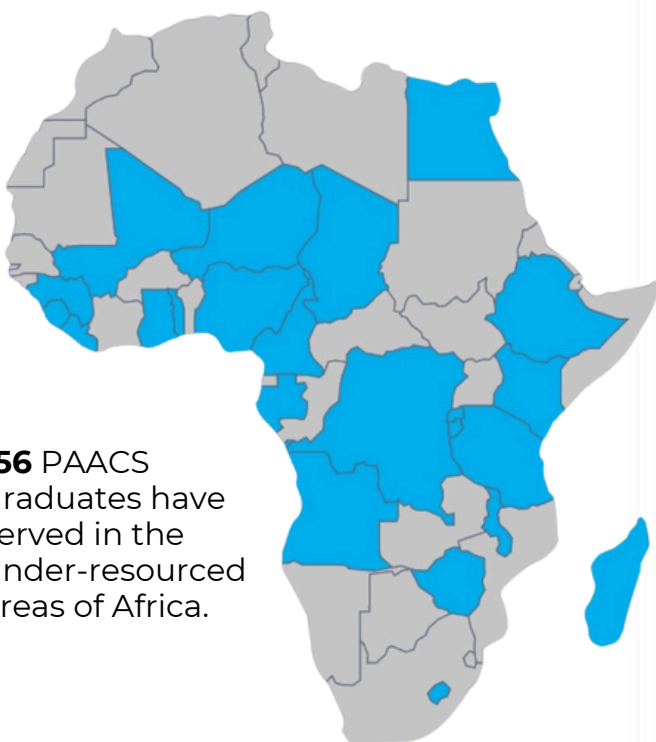 56 PAACS
raduates have
erved in the
nder-resourced
reas of Africa.